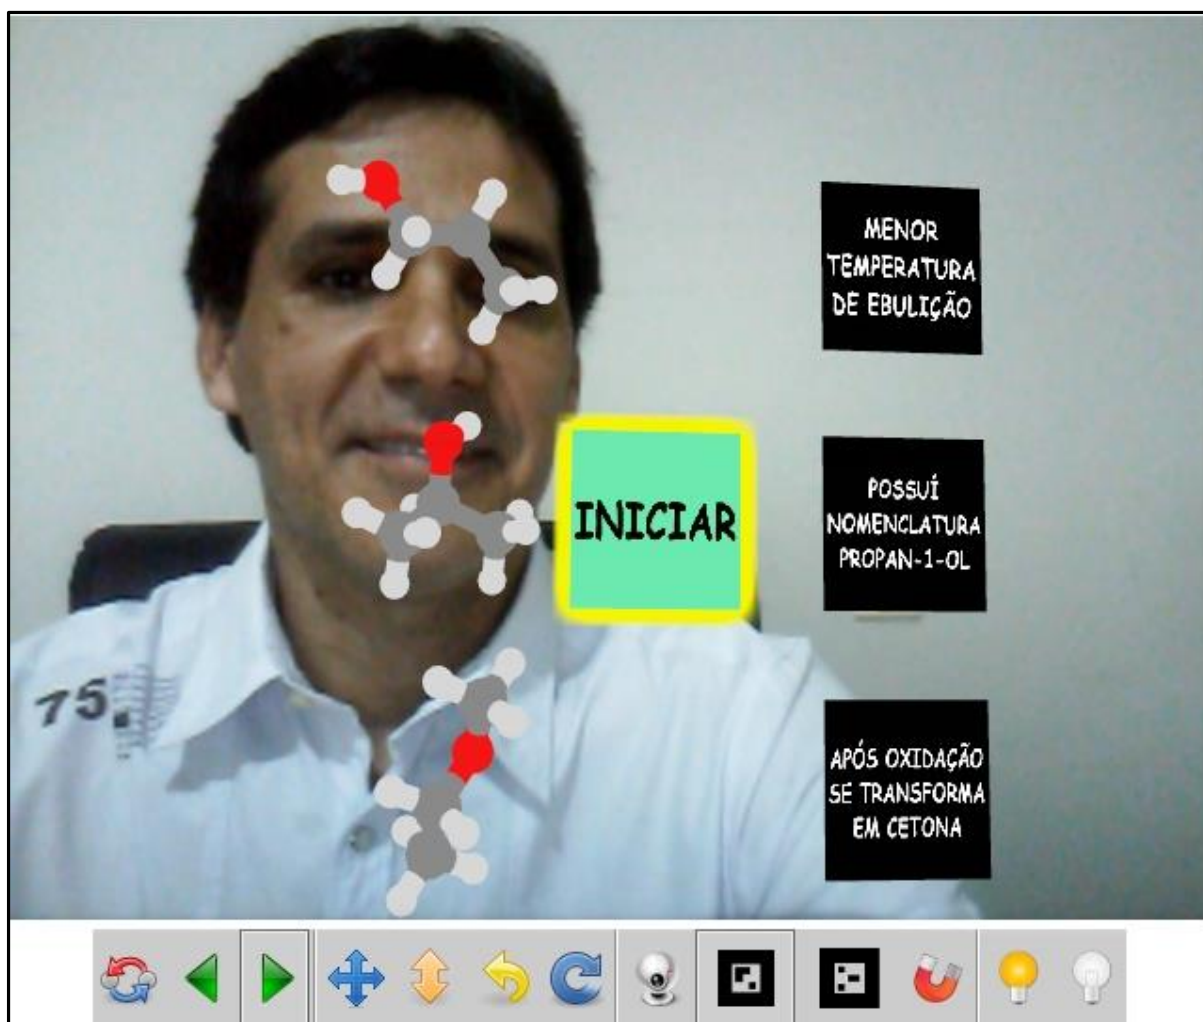 MENOR
TEMPERATURA
DE EBULIÇÃO
INICIAR
POSSUÍ
NOMENCLATURA
PROPAN-1-OL
75
APÓS OXIDAÇÃO
SE TRANSFORMA
EM CETONA